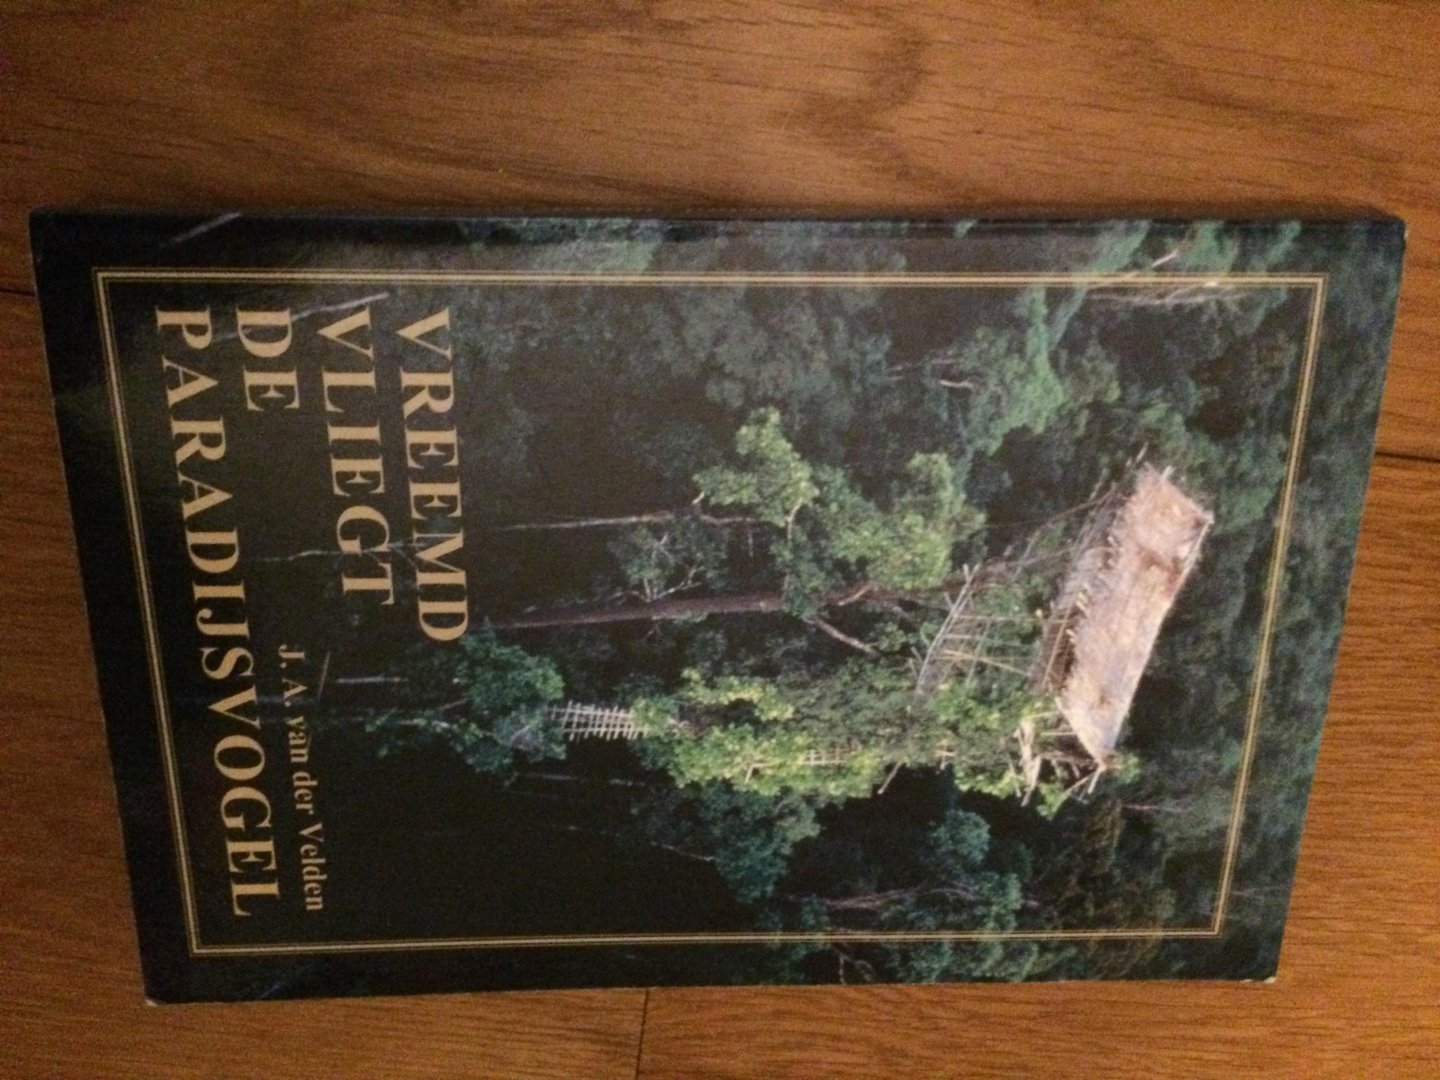 VREEMD
VLIEGT
DE
J. A. van der Velden
PARADIJSVOGEL